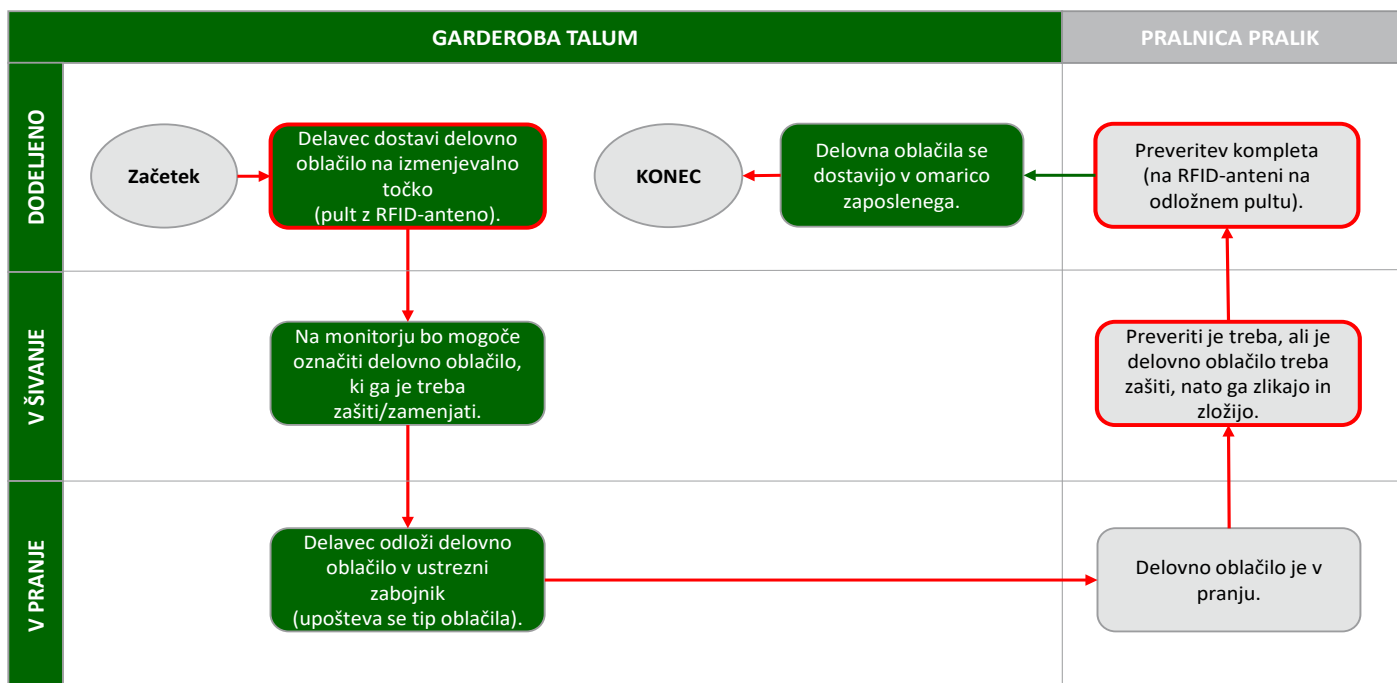 GARDEROBA TALUM
PRALNICA PRALIK
DODELJENO
Začetek
Delavec dostavi delovno
oblačilo na izmenjevalno
točko
(pult z RFID-anteno).
KONEC
Delovna oblačila se
dostavijo v omarico
zaposlenega.
Preveritev kompleta
(na RFID-anteni na
odložnem pultu).
V ŠIVANJE
Na monitorju bo mogoče
označiti delovno oblačilo,
ki ga je treba
zašiti/zamenjati.
Preveriti je treba, ali je
delovno oblačilo treba
zašiti, nato ga zlikajo in
zložijo.
V PRANJE
Delavec odloži delovno
oblačilo v ustrezni
zabojnik
(upošteva se tip oblačila).
Delovno oblačilo je v
pranju.